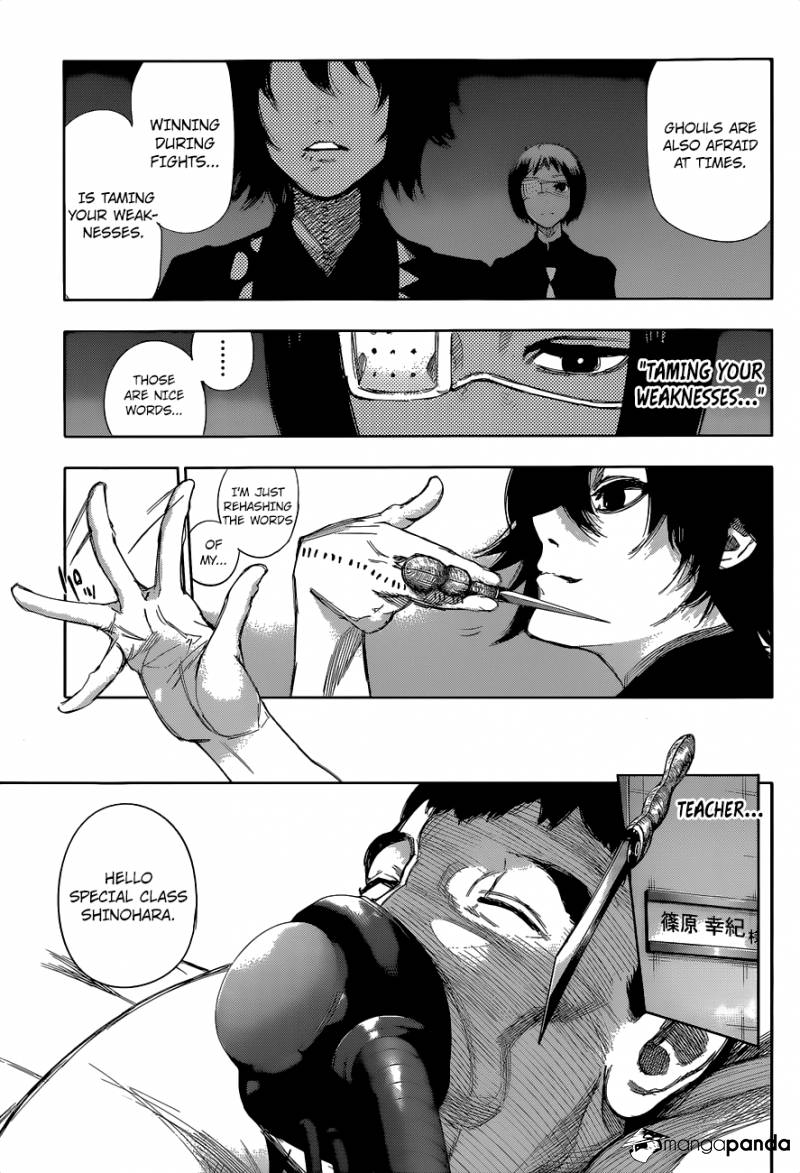 GHOULS ARE
ALSO AFRAID
AT TIMES.
WINNING
DURING
FIGHTS...
IS TAMING
YOUR WEAK-
NESSES.
"TAMING YOUR
WEAKNESSES..."
......
THOSE
ARE NICE
WORDS...
I'M JUST
REHASHING
THE WORDS
OF
MY...
TEACHER...
篠原 幸紀
HELLO
SPECIAL CLASS
SHINOHARA.
mangapanda